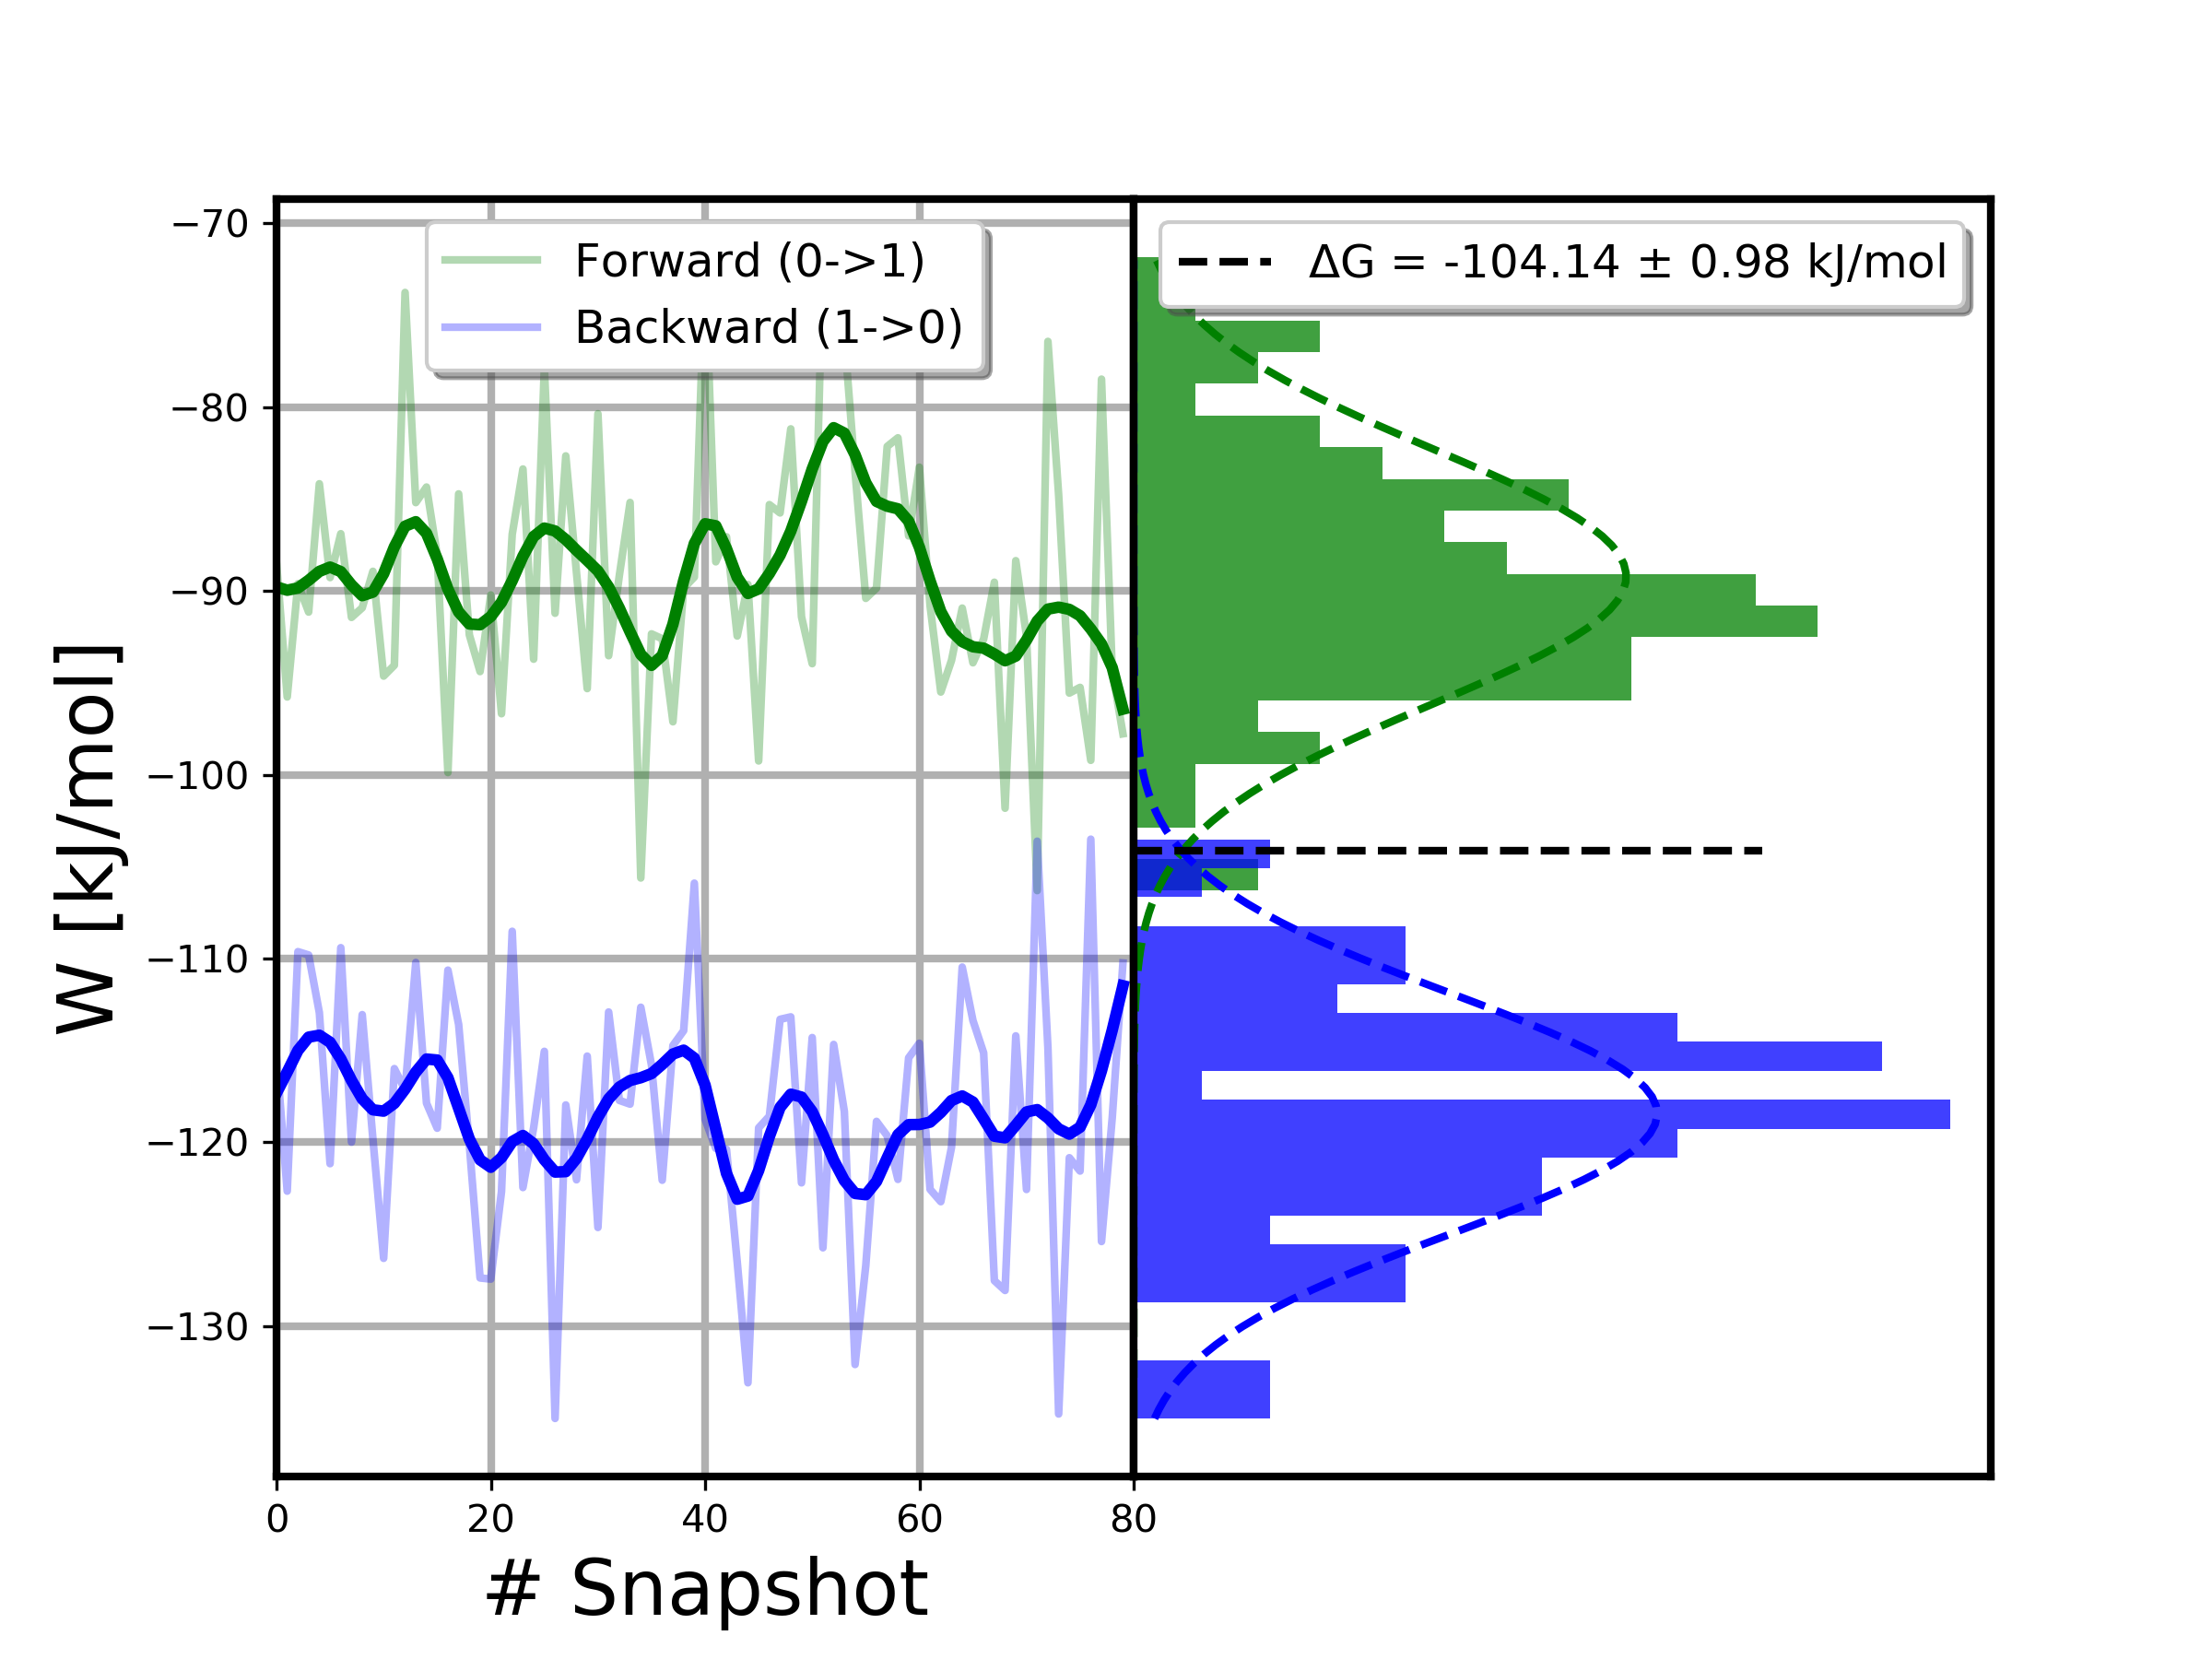 Forward (0->1)
Backward (1->0)
ΔG = -104.14 ± 0.98 kJ/mol
W [kJ/mol]
−70
−80
−90
−100
−110
−120
−130
0 20 40 60 80
# Snapshot